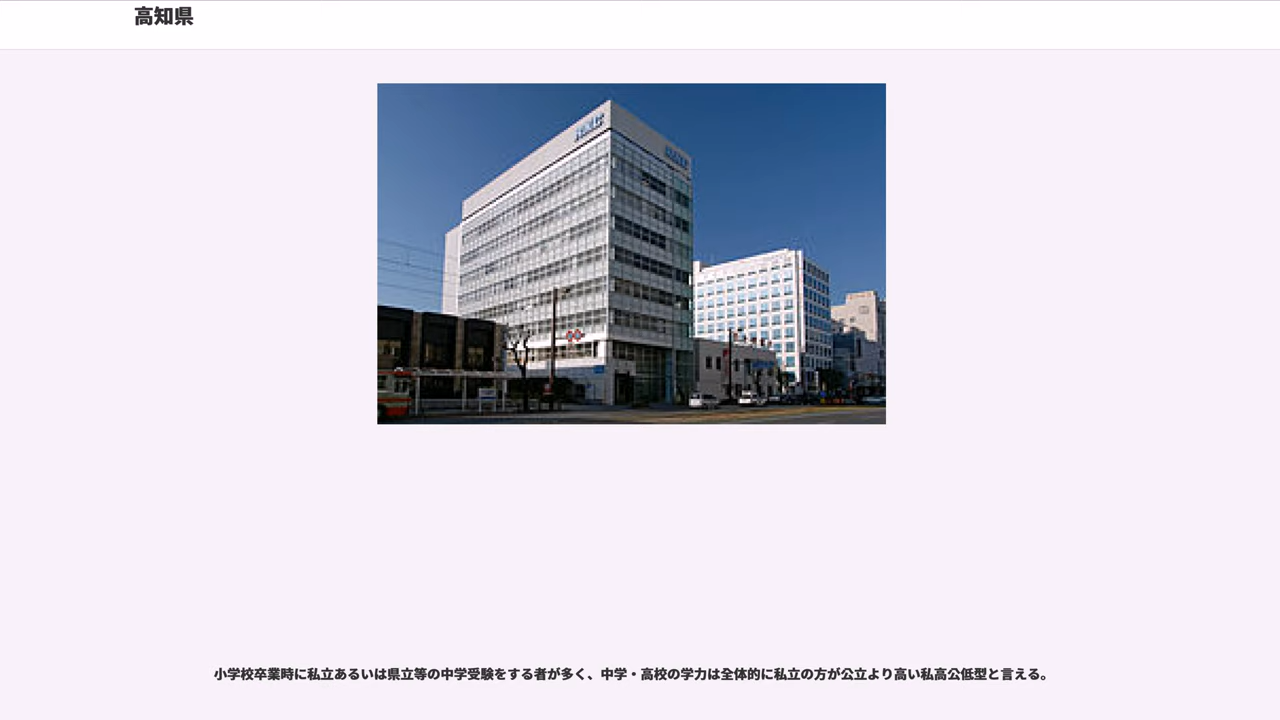 高知県
小学校卒業時に私立あるいは県立等の中学受験をする者が多く、中学・高校の学力は全体的に私立の方が公立より高い私高公低型と言える。